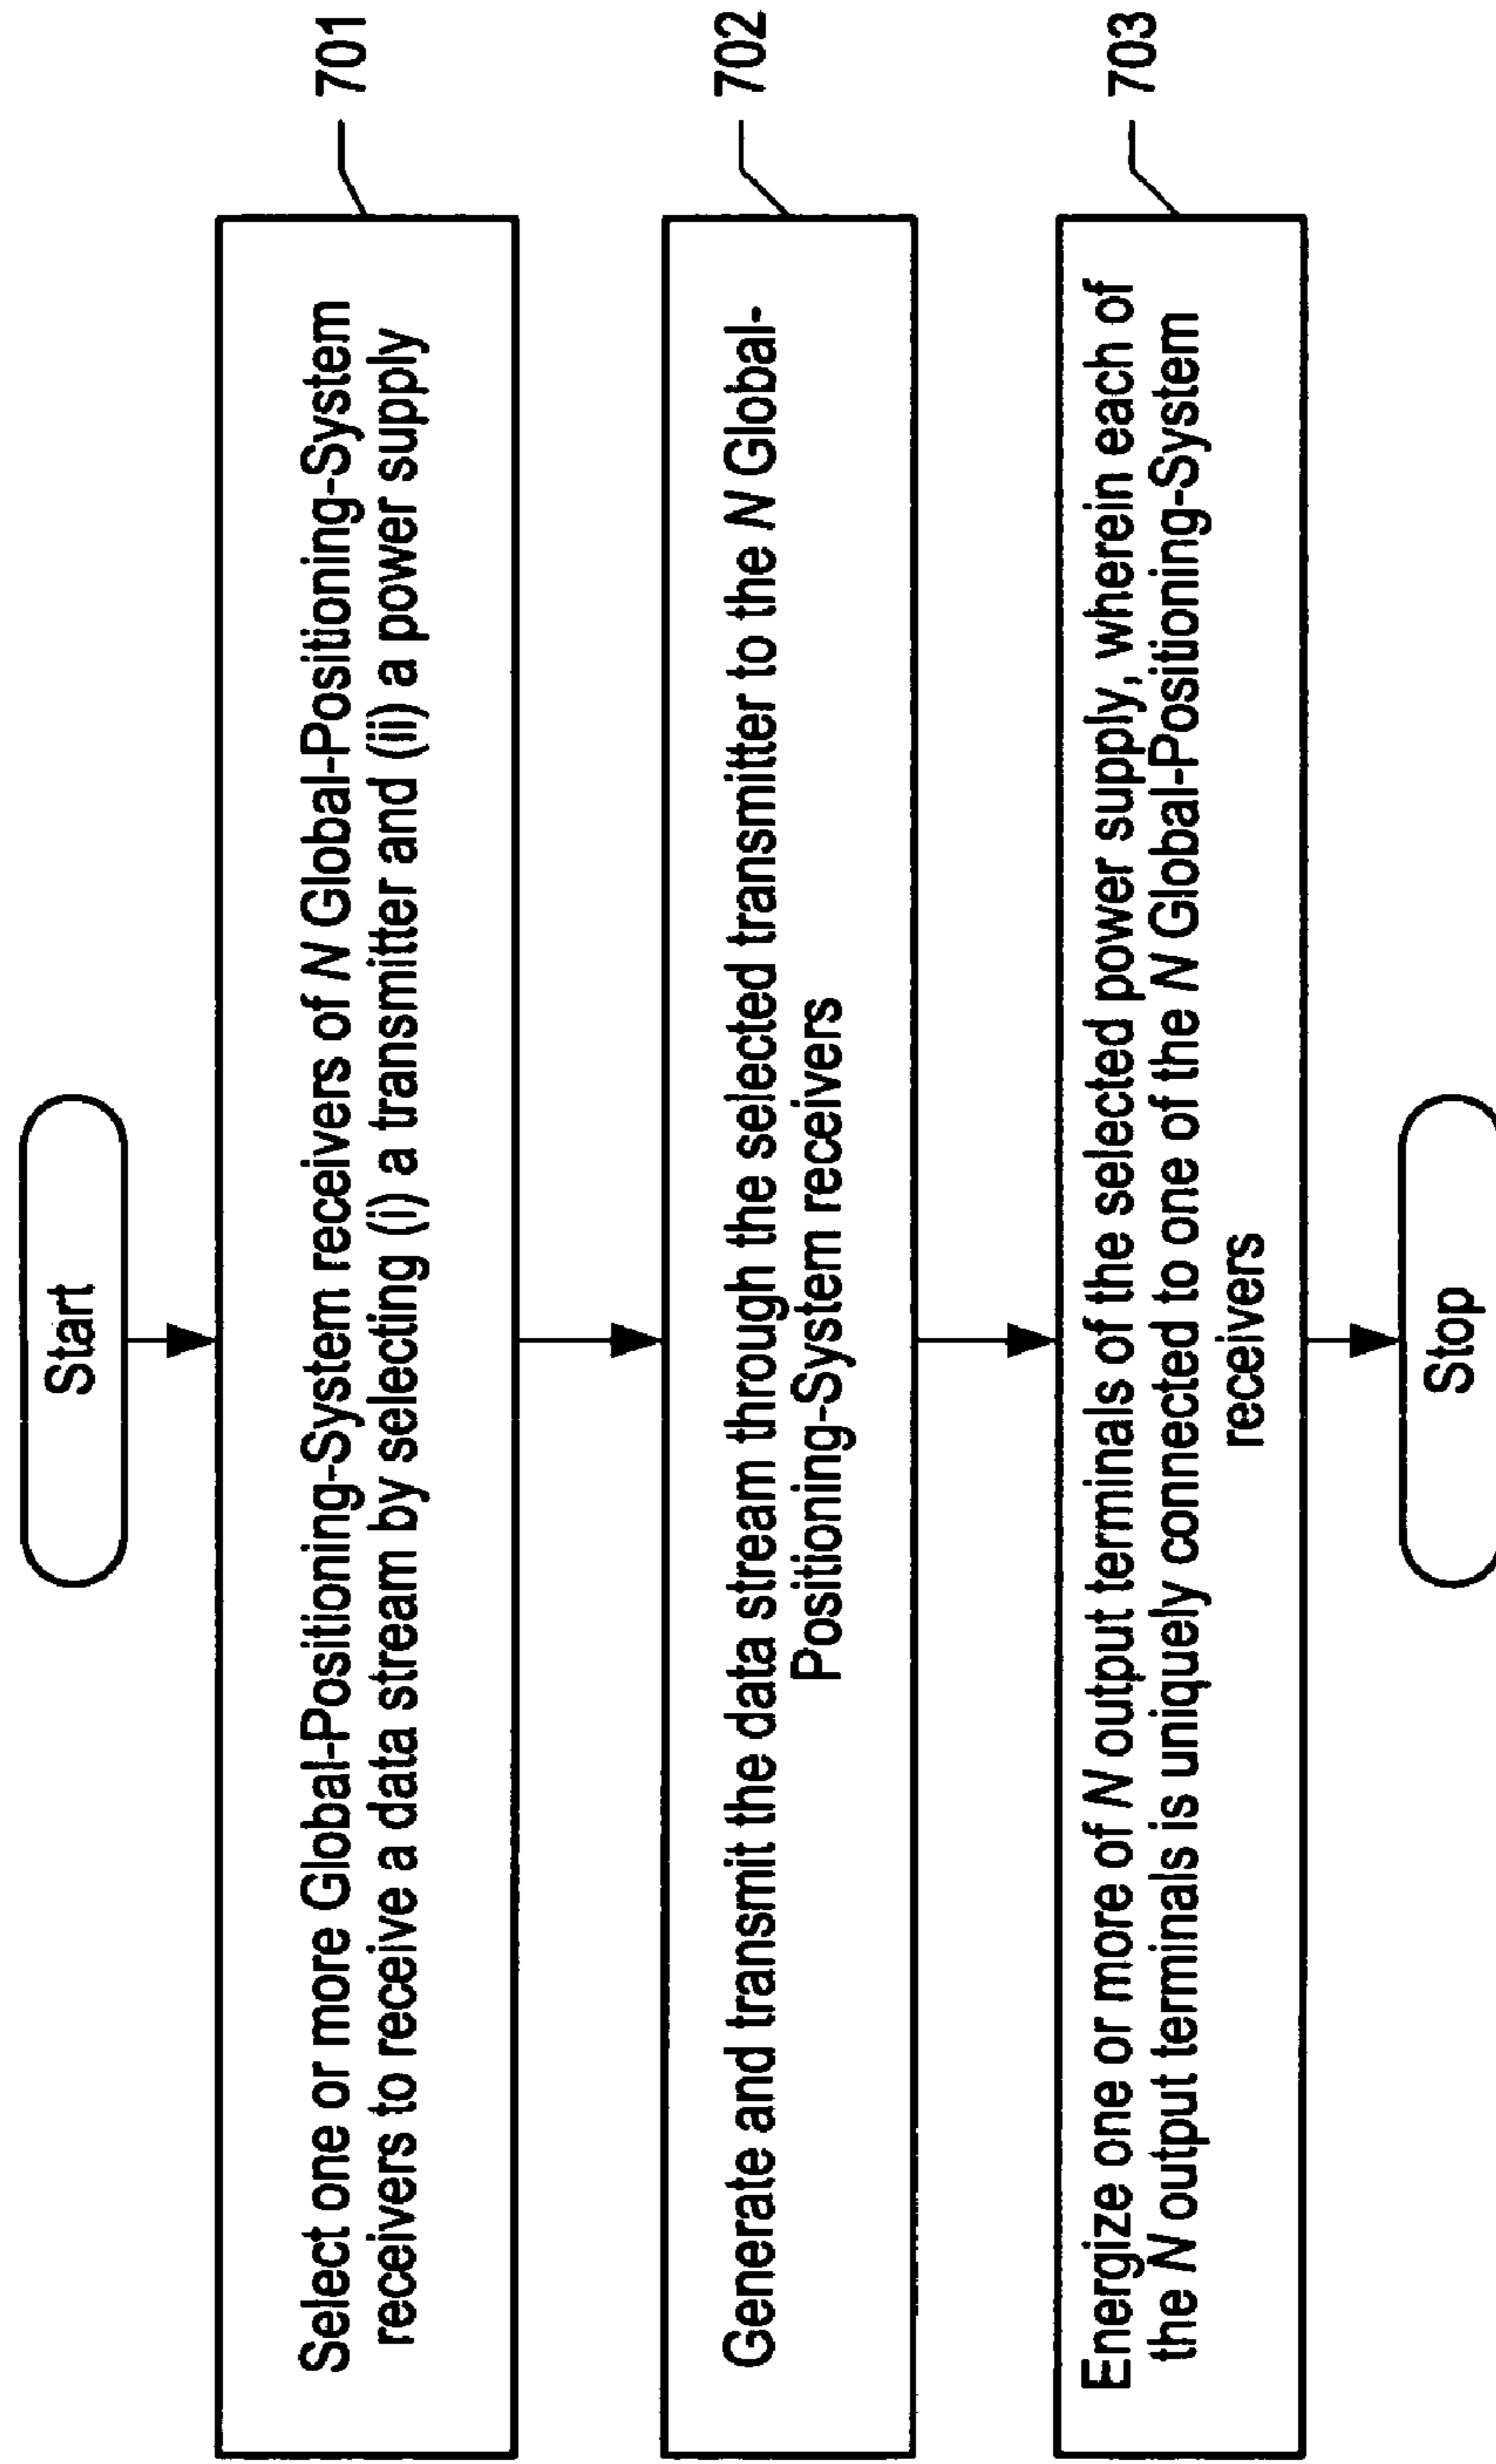 Start
Select one or more Global-Positioning-System receivers of N Global-Positioning-System
receivers to receive a data stream by selecting (i) a transmitter and (ii) a power supply
701
Generate and transmit the data stream through the selected transmitter to the N Global-
Positioning-System receivers
702
Energize one or more of N output terminals of the selected power supply, wherein each of
the N output terminals is uniquely connected to one of the N Global-Positioning-System
receivers
703
Stop